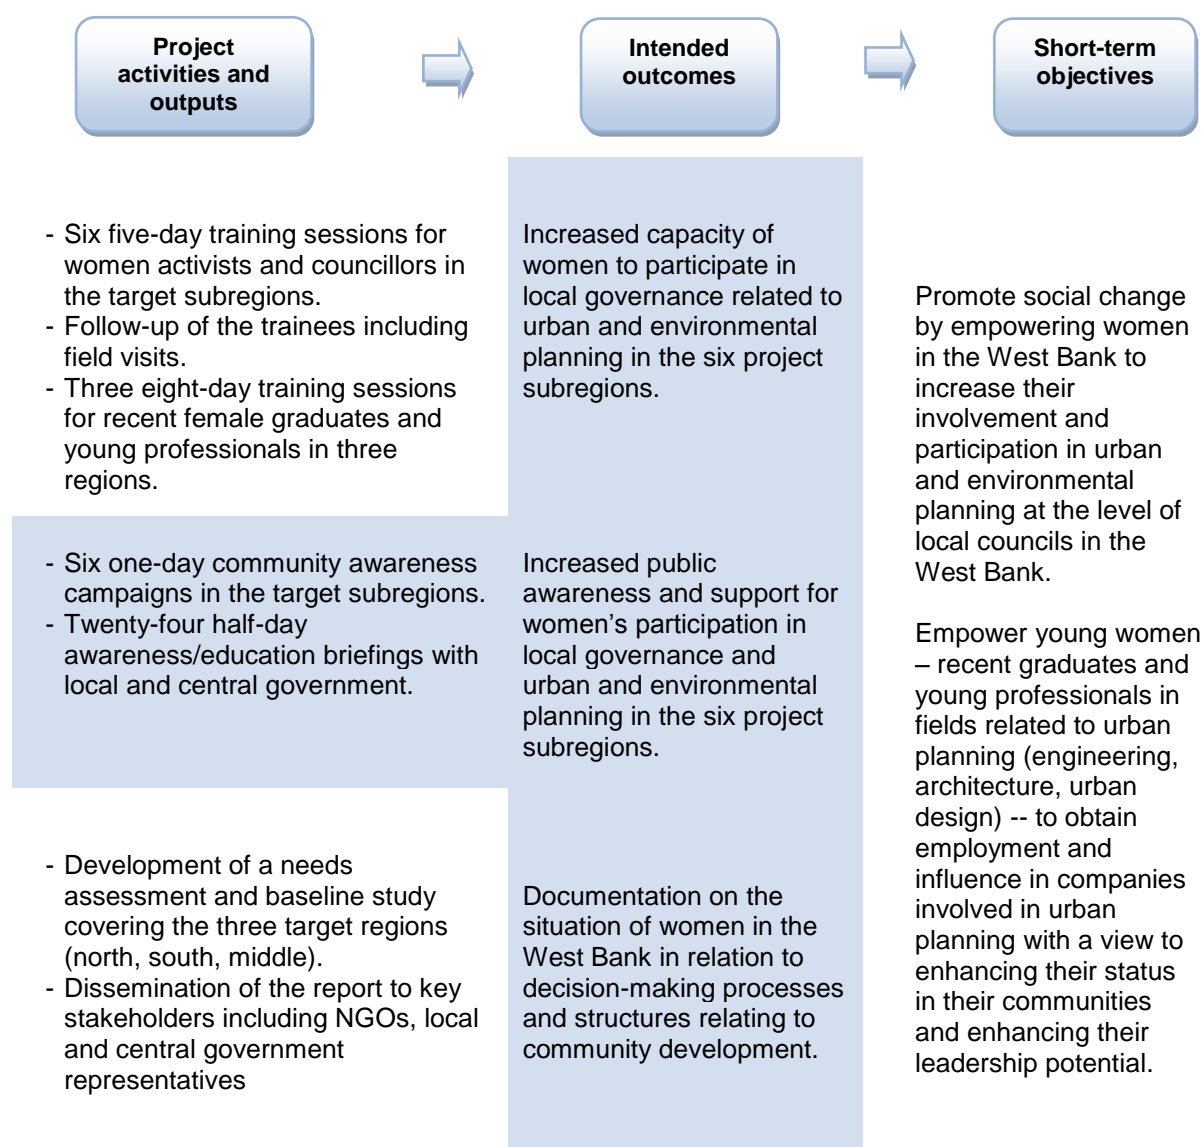 Project
activities and
outputs
Intended
outcomes
Short-term
objectives
- Six five-day training sessions for
women activists and councillors in
the target subregions.
- Follow-up of the trainees including
field visits.
- Three eight-day training sessions
for recent female graduates and
young professionals in three
regions.
Increased capacity of
women to participate in
local governance related to
urban and environmental
planning in the six project
subregions.
- Six one-day community awareness
campaigns in the target subregions.
- Twenty-four half-day
awareness/education briefings with
local and central government.
Increased public
awareness and support for
women’s participation in
local governance and
urban and environmental
planning in the six project
subregions.
- Development of a needs
assessment and baseline study
covering the three target regions
(north, south, middle).
- Dissemination of the report to key
stakeholders including NGOs, local
and central government
representatives
Documentation on the
situation of women in the
West Bank in relation to
decision-making processes
and structures relating to
community development.
Promote social change
by empowering women
in the West Bank to
increase their
involvement and
participation in urban
and environmental
planning at the level of
local councils in the
West Bank.
Empower young women
– recent graduates and
young professionals in
fields related to urban
planning (engineering,
architecture, urban
design) -- to obtain
employment and
influence in companies
involved in urban
planning with a view to
enhancing their status
in their communities
and enhancing their
leadership potential.